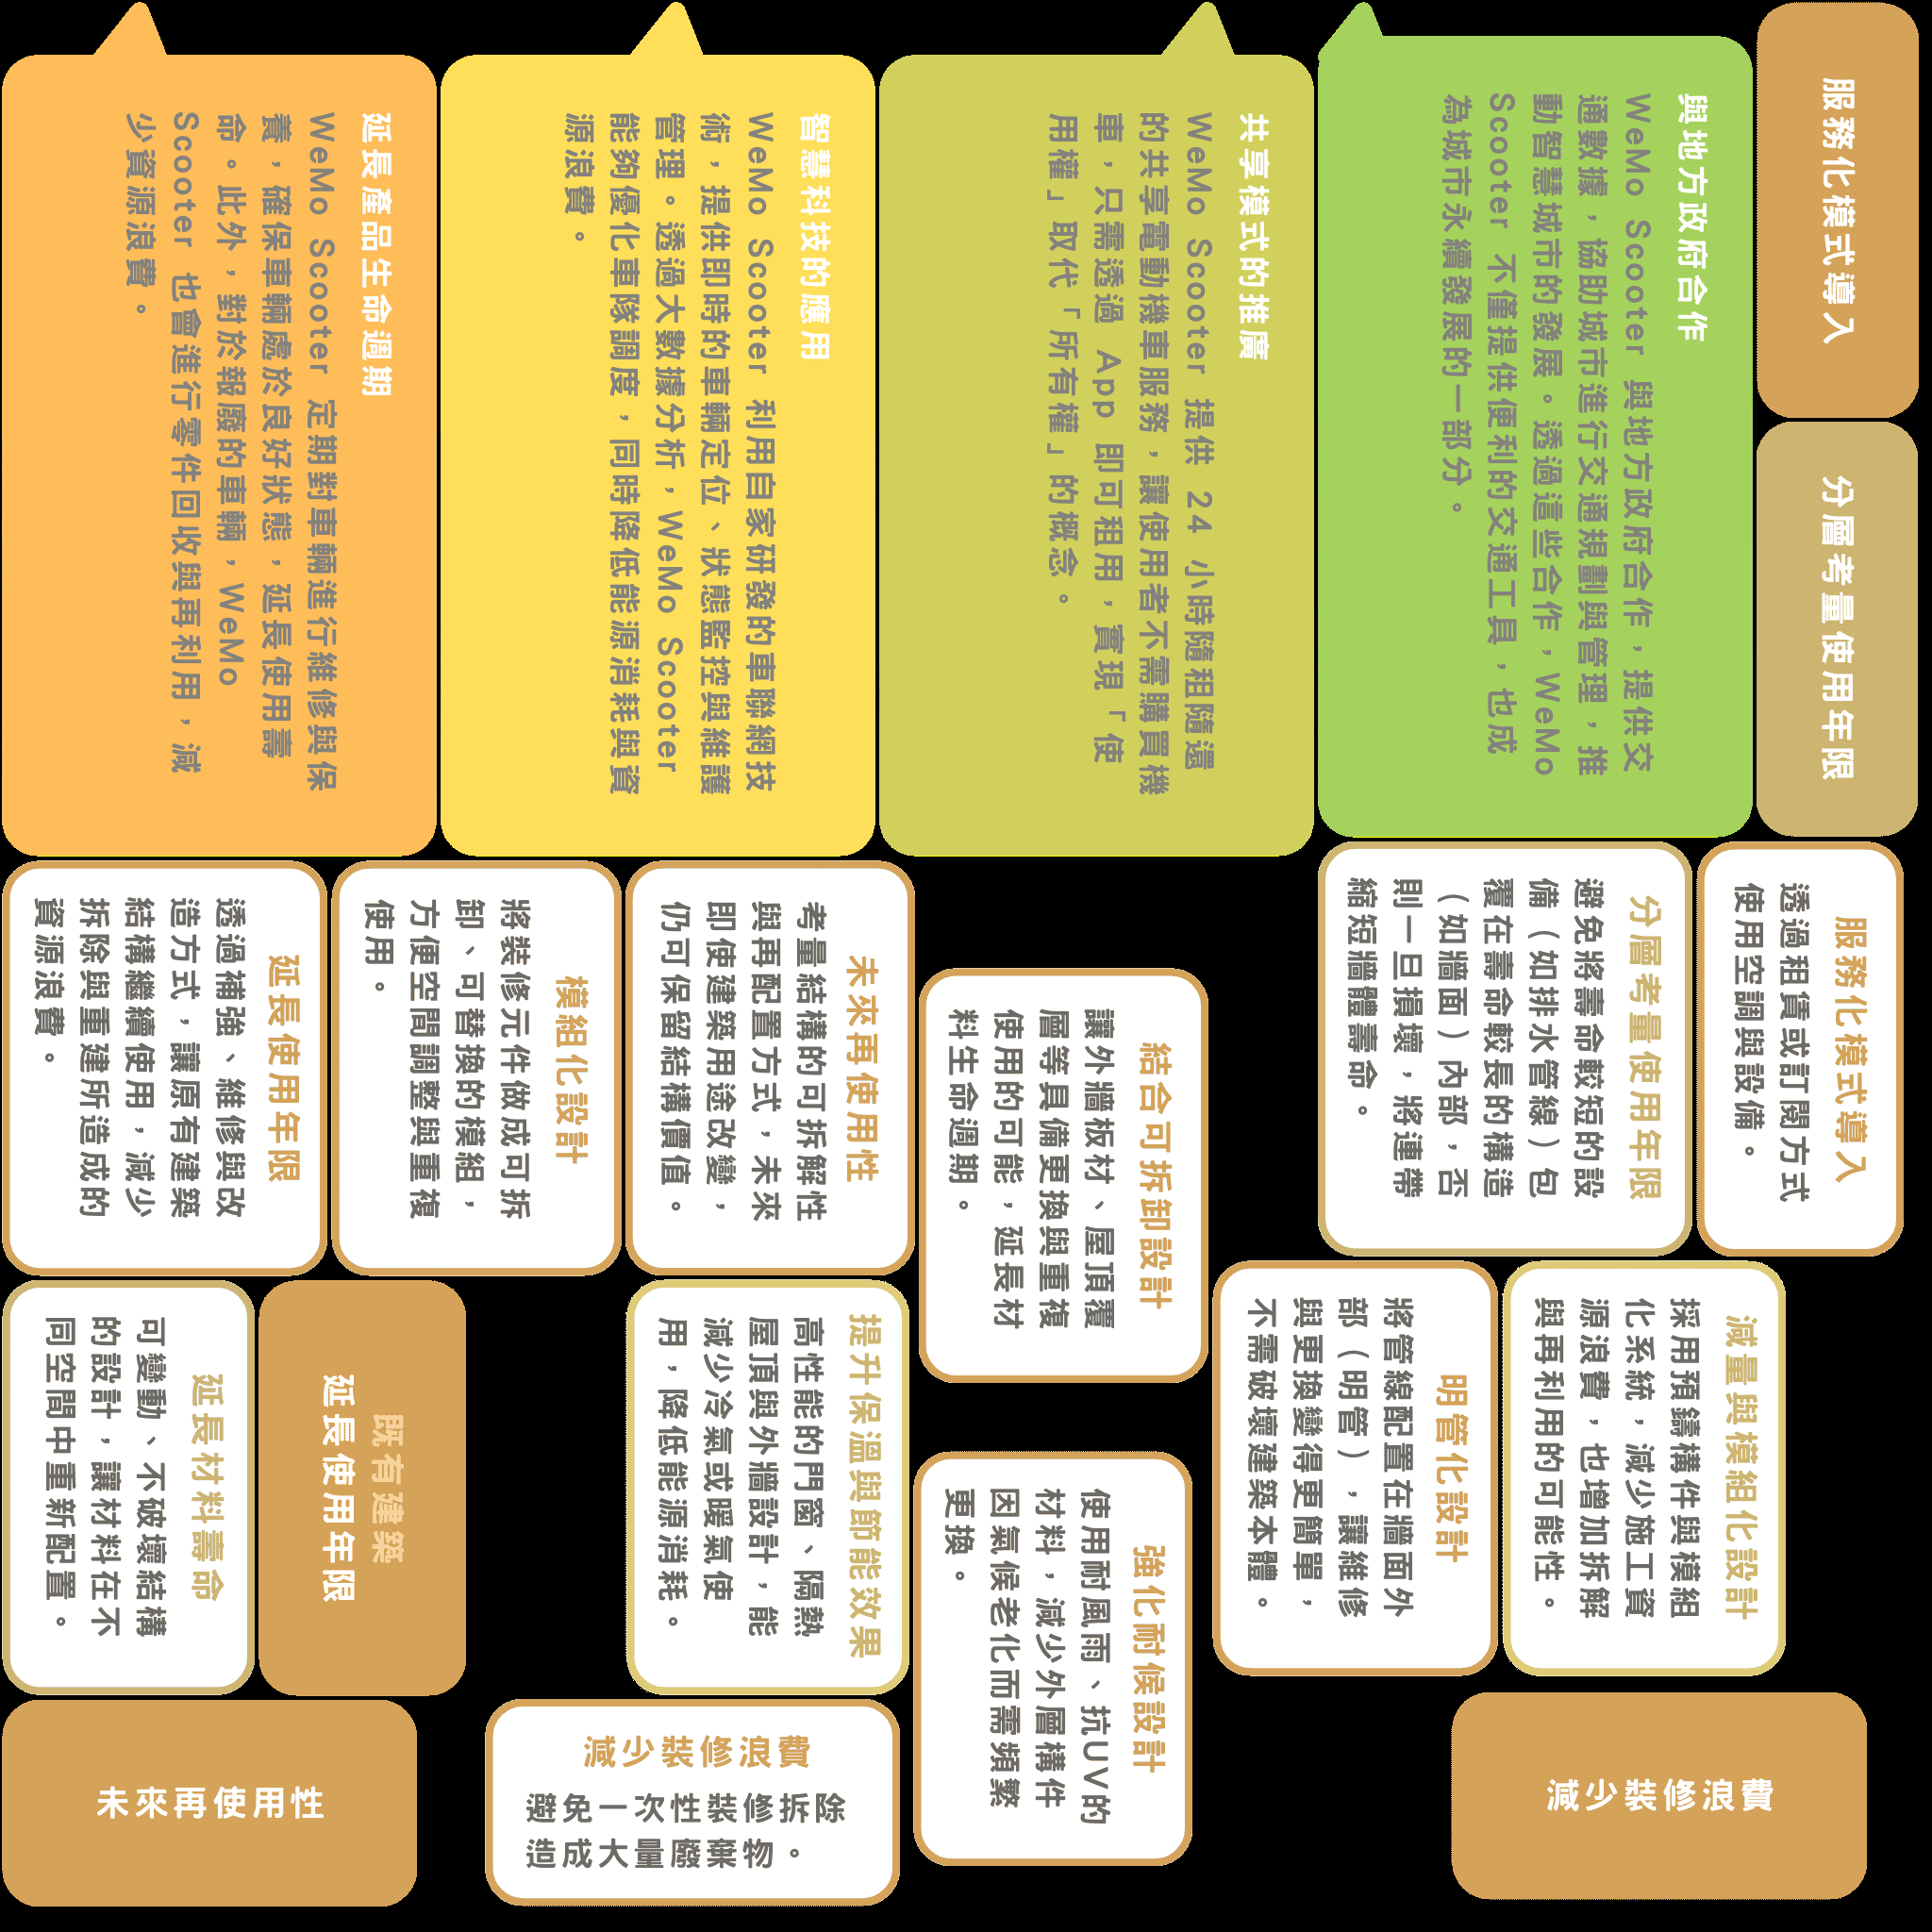 延長產品生命週期
WeMo Scooter 定期對車輛進行維修與保
養，確保車輛處於良好狀態，延長使用壽
命。此外，對於報廢的車輛，WeMo
Scooter 也會進行零件回收與再利用，減
少資源浪費。
智慧科技的應用
WeMo Scooter 利用自家研發的車聯網技
術，提供即時的車輛定位、狀態監控與維護
管理。透過大數據分析，WeMo Scooter
能夠優化車隊調度，同時降低能源消耗與資
源浪費。
共享模式的推廣
WeMo Scooter 提供 24 小時隨租隨還
的共享電動機車服務，讓使用者不需購買機
車，只需透過 App 即可租用，實現「使
用權」取代「所有權」的概念。
與地方政府合作
WeMo Scooter 與地方政府合作，提供交
通數據，協助城市進行交通規劃與管理，推
動智慧城市的發展。透過這些合作，WeMo
Scooter 不僅提供便利的交通工具，也成
為城市永續發展的一部分。
服務化模式導入
分層考量使用年限
延長使用年限
透過補強、維修與改
造方式，讓原有建築
結構繼續使用，減少
拆除與重建所造成的
資源浪費。
模組化設計
將裝修元件做成可拆
卸、可替換的模組，
方便空間調整與重複
使用。
未來再使用性
考量結構的可拆解性
與再配置方式，未來
即使建築用途改變，
仍可保留結構價值。
結合可拆卸設計
讓外牆板材、屋頂覆
層等具備更換與重複
使用的可能，延長材
料生命週期。
分層考量使用年限
避免將壽命較短的設
備（如排水管線）包
覆在壽命較長的構造
（如牆面）內部，否
則一旦損壞，將連帶
縮短牆體壽命。
服務化模式導入
透過租賃或訂閱方式
使用空調與設備。
延長材料壽命
可變動、不破壞結構
的設計，讓材料在不
同空間中重新配置。
既有建築
延長使用年限
提升保溫與節能效果
高性能的門窗、隔熱
屋頂與外牆設計，能
減少冷氣或暖氣使
用，降低能源消耗。
強化耐候設計
使用耐風雨、抗UV的
材料，減少外層構件
因氣候老化而需頻繁
更換。
明管化設計
將管線配置在牆面外
部（明管），讓維修
與更換變得更簡單，
不需破壞建築本體。
減量與模組化設計
採用預鑄構件與模組
化系統，減少施工資
源浪費，也增加拆解
與再利用的可能性。
未來再使用性
減少裝修浪費
避免一次性裝修拆除
造成大量廢棄物。
減少裝修浪費